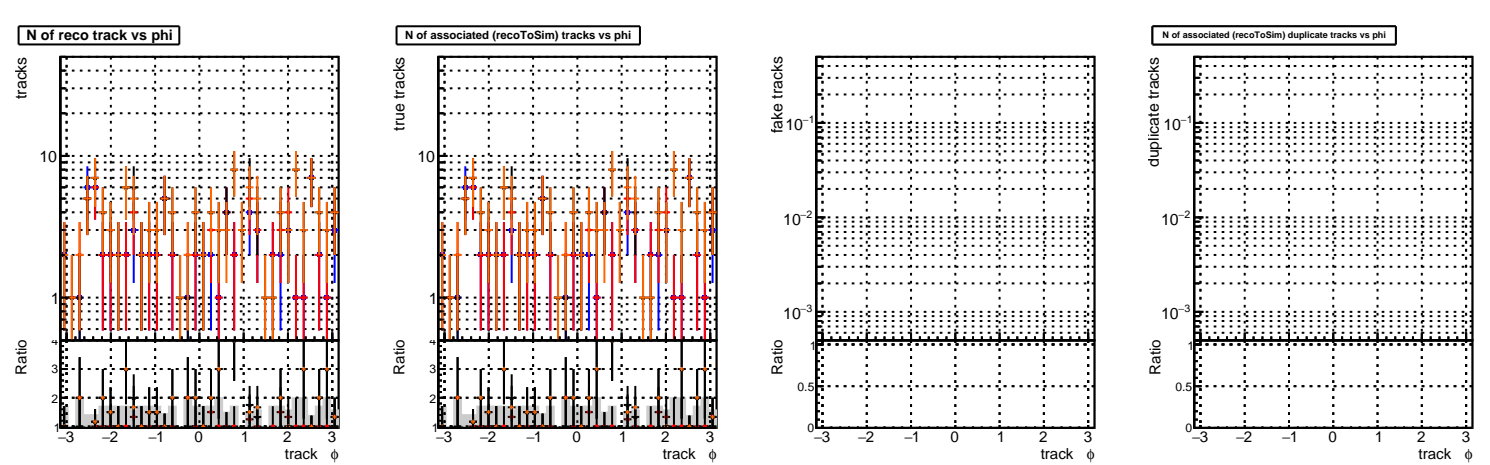 N of reco track vs phi
tracks
10
1
Ratio
4
3
2
1
−3 −2 −1 0 1 2 3
track φ
N of associated (recoToSim) tracks vs phi
true tracks
10
1
Ratio
4
3
2
1
−3 −2 −1 0 1 2 3
track φ
fake tracks
10−1
10−2
10−3
Ratio
1
0.5
0
−3 −2 −1 0 1 2 3
track φ
N of associated (recoToSim) duplicate tracks vs phi
duplicate tracks
10−1
10−2
10−3
Ratio
1
0.5
0
−3 −2 −1 0 1 2 3
track φ